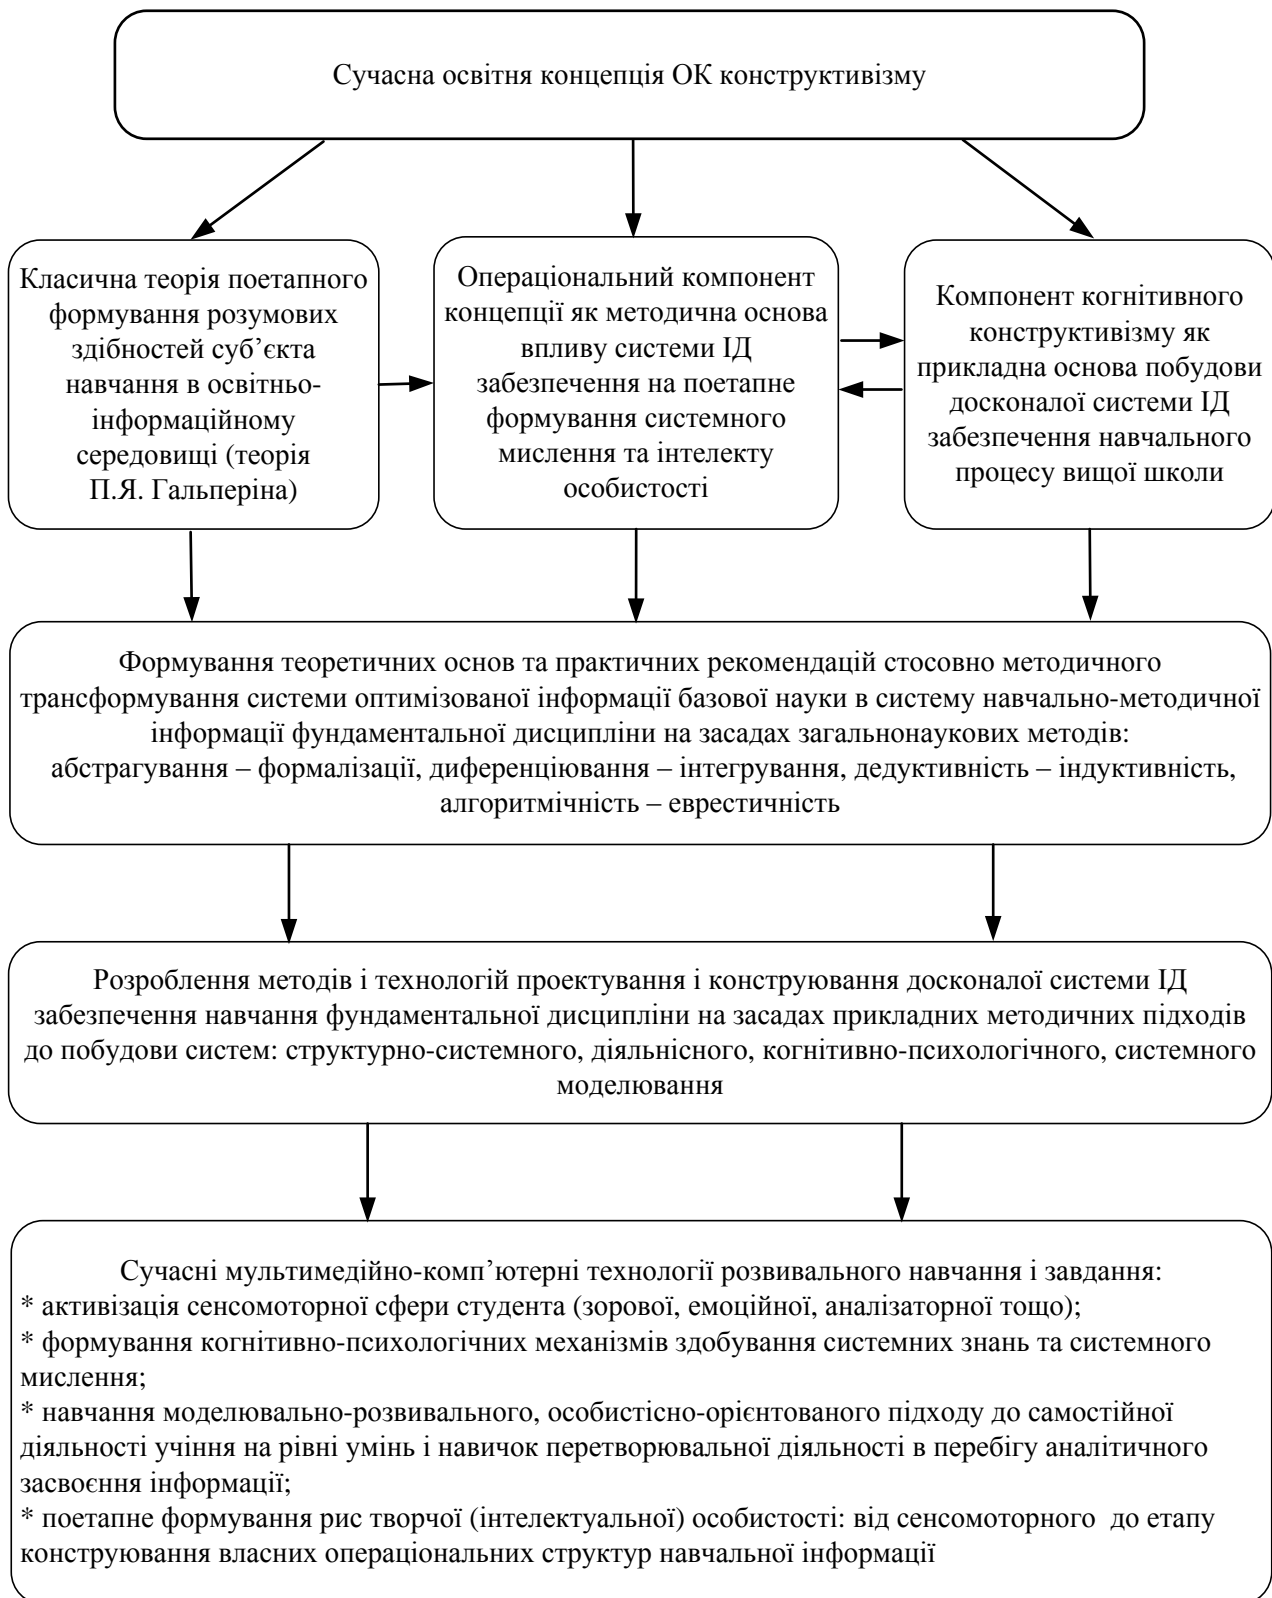 Сучасна освітня концепція ОК конструктивізму
Класична теорія поетапного
формування розумових
здібностей суб’єкта
навчання в освітньо-
інформаційному
середовищі (теорія
П.Я. Гальперіна)
Операціональний компонент
концепції як методична основа
впливу системи ІД
забезпечення на поетапне
формування системного
мислення та інтелекту
особистості
Компонент когнітивного
конструктивізму як
прикладна основа побудови
досконалої системи ІД
забезпечення навчального
процесу вищої школи
Формування теоретичних основ та практичних рекомендацій стосовно методичного
трансформування системи оптимізованої інформації базової науки в систему навчально-методичної
інформації фундаментальної дисципліни на засадах загальнонаукових методів:
абстрагування – формалізації, диференціювання – інтегрування, дедуктивність – індуктивність,
алгоритмічність – еврестичність
Розроблення методів і технологій проектування і конструювання досконалої системи ІД
забезпечення навчання фундаментальної дисципліни на засадах прикладних методичних підходів
до побудови систем: структурно-системного, діяльнісного, когнітивно-психологічного, системного
моделювання
Сучасні мультимедійно-комп’ютерні технології розвивального навчання і завдання:
* активізація сенсомоторної сфери студента (зорової, емоційної, аналізаторної тощо);
* формування когнітивно-психологічних механізмів здобування системних знань та системного
мислення;
* навчання моделювально-розвивального, особистісно-орієнтованого підходу до самостійної
діяльності учіння на рівні умінь і навичок перетворювальної діяльності в перебігу аналітичного
засвоєння інформації;
* поетапне формування рис творчої (інтелектуальної) особистості: від сенсомоторного до етапу
конструювання власних операціональних структур навчальної інформації